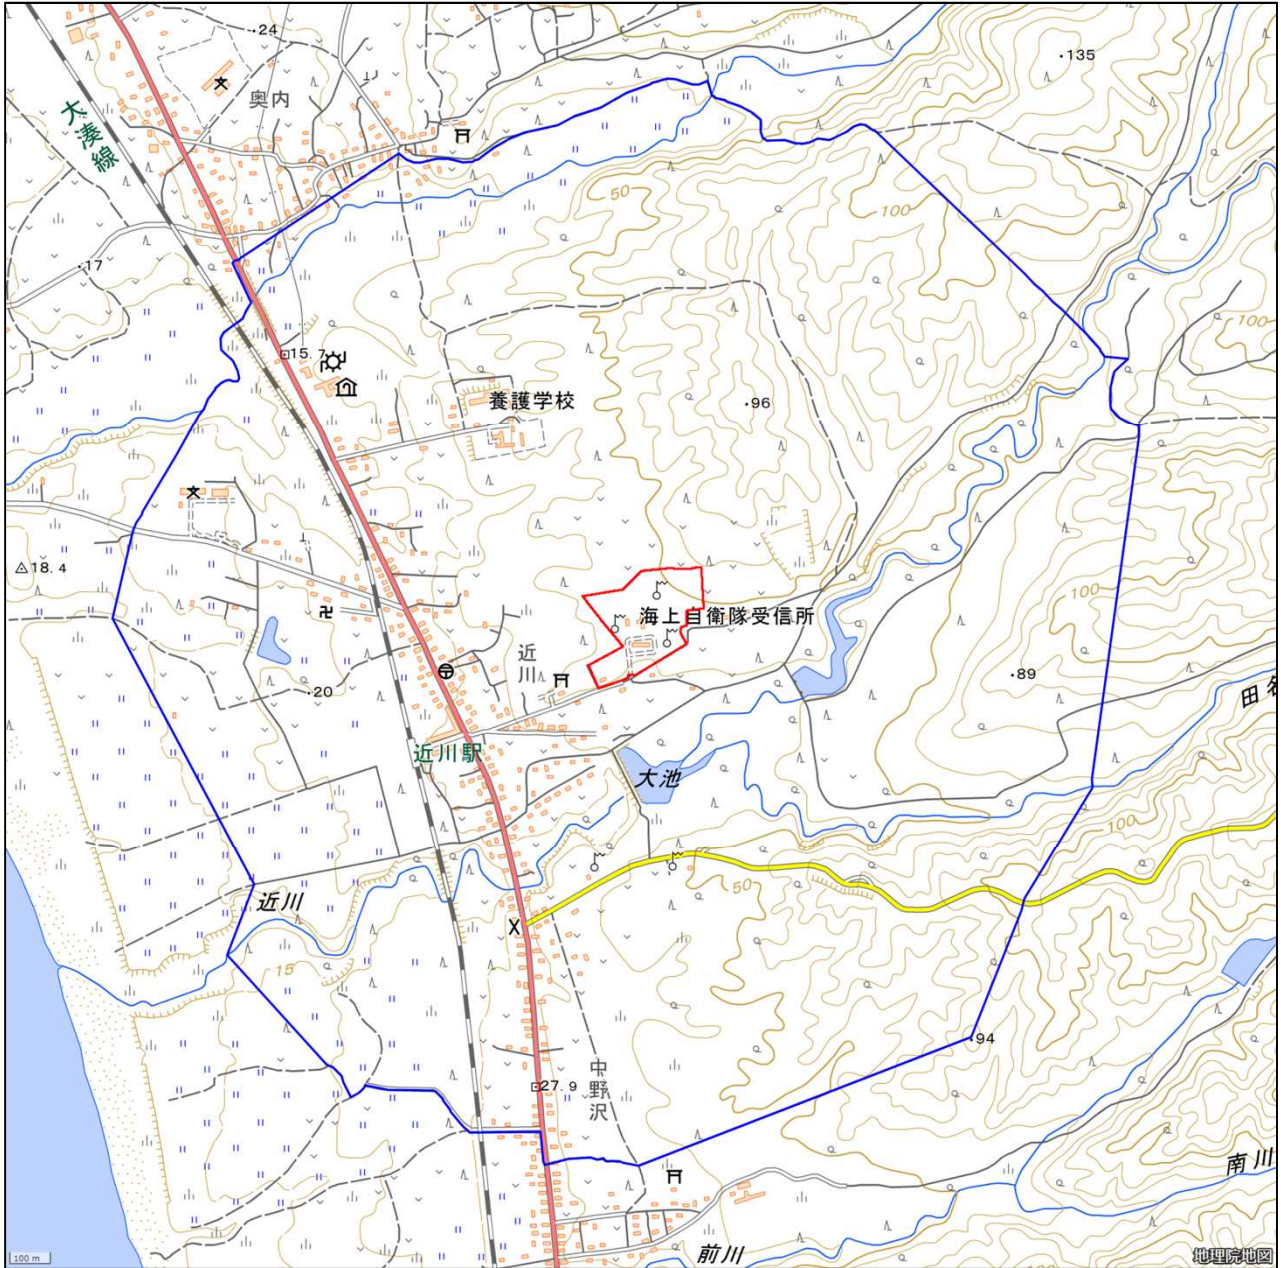 24
135
奥内
大湊線
50
100
17
15.7
100
96
養護学校
18.4
海上自衛隊受信所
100
近川
20
89
田名
近川駅
大池
100
50
近川
15
94
27.9
中野沢
南川
前川
100 m
地理院地図